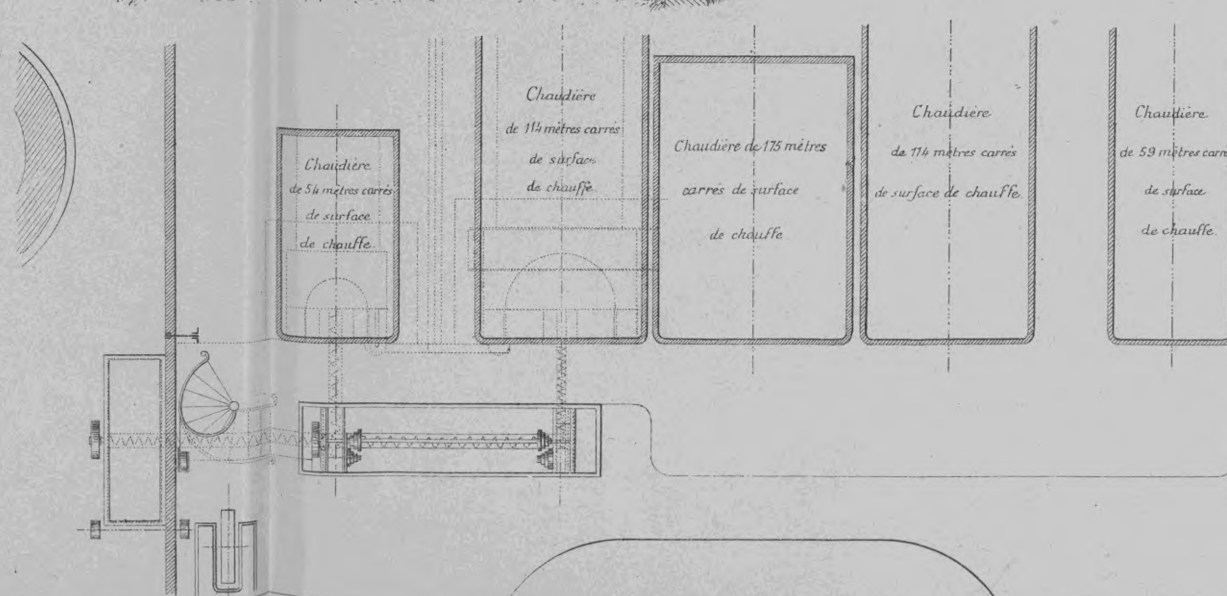 Chaudière
de 54 mètres carrés
de surface
de chauffe.
Chaudière
de 114 mètres carrés
de surface
de chauffe
Chaudière de 175 mètres
carrés de surface
de chauffe
Chaudière
de 114 mètres carrés
de surface de chauffe.
Chaudière
de 59 mètres carré
de surface
de chauffe.